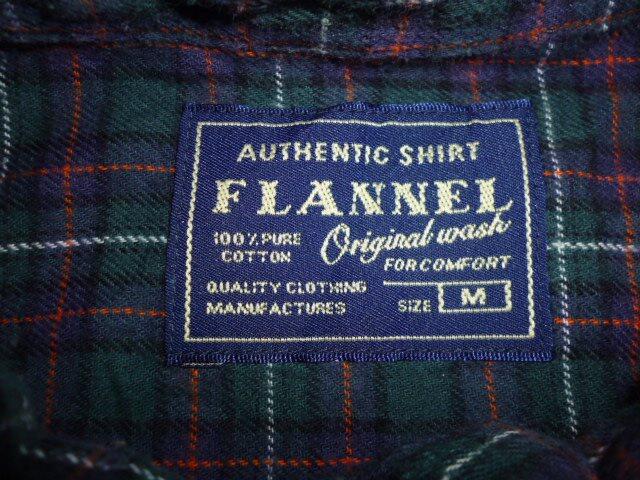 AUTHENTIC SHIRT
FLANNEL
100% PURE
COTTON
Original wash
FOR COMFORT
QUALITY CLOTHING
MANUFACTURES
SIZE M